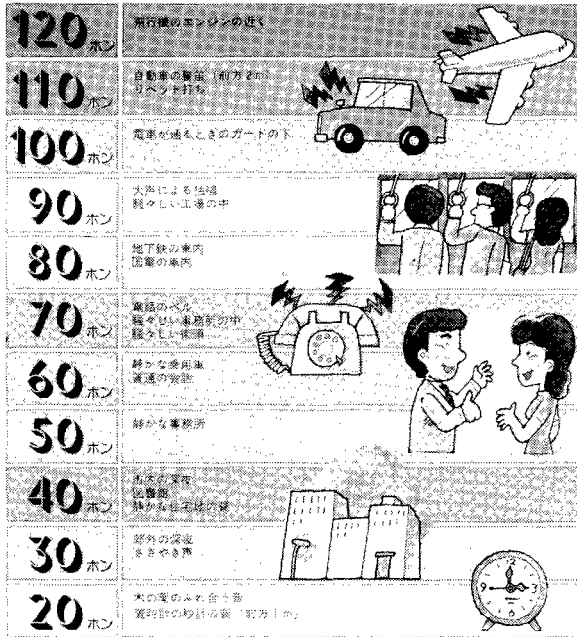 120ホン
飛行機のエンジンの近く
110ホン
自動車の警笛（前方2m）
リベット打ち
100ホン
電車が通るときのガードの下
90ホン
大声による独唱
騒々しい工場の中
80ホン
地下鉄の車内
国電の車内
70ホン
電話のベル
騒々しい事務所の中
騒々しい街頭
60ホン
静かな乗用車
普通の会話
50ホン
静かな事務所
40ホン
市内の深夜
図書館
静かな住宅地の昼
30ホン
郊外の深夜
ささやき声
20ホン
木の葉のふれ合う音
置時計の秒針の音（前方1m）
12
3
6
9